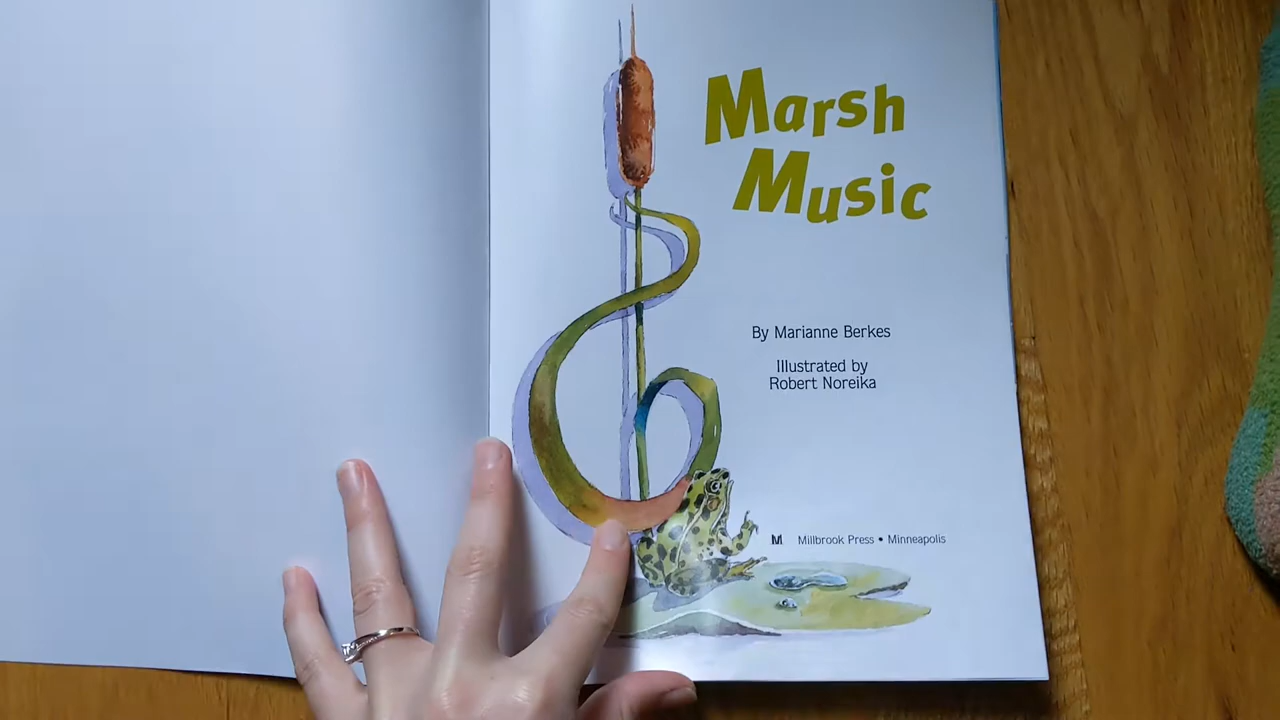 Marsh
Music
By Marianne Berkes
Illustrated by
Robert Noreika
M Millbrook Press • Minneapolis